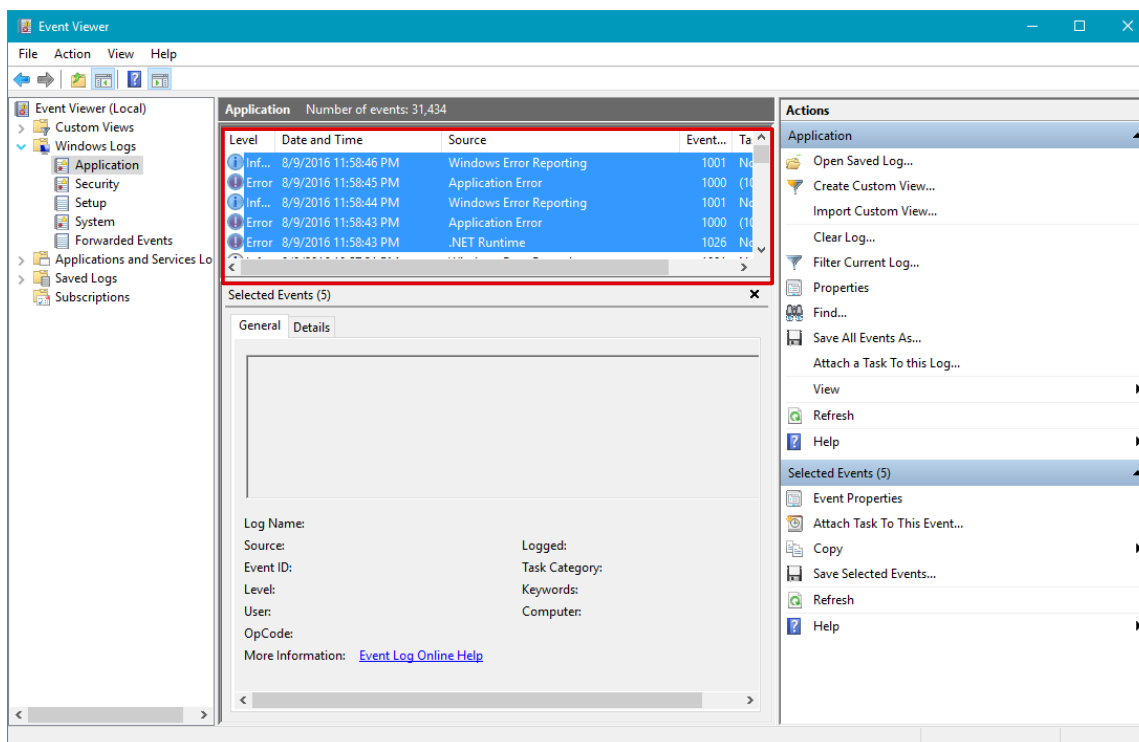 Event Viewer
File Action View Help
Event Viewer (Local)
Custom Views
Windows Logs
Application
Security
Setup
System
Forwarded Events
Applications and Services Lo
Saved Logs
Subscriptions
Application Number of events: 31,434
Level Date and Time Source Event... Ta
Inf... 8/9/2016 11:58:46 PM Windows Error Reporting 1001 No
Error 8/9/2016 11:58:45 PM Application Error 1000 (10
Inf... 8/9/2016 11:58:44 PM Windows Error Reporting 1001 No
Error 8/9/2016 11:58:43 PM Application Error 1000 (10
Error 8/9/2016 11:58:43 PM .NET Runtime 1026 No
Selected Events (5)
General Details
Log Name:
Source: Logged:
Event ID: Task Category:
Level: Keywords:
User: Computer:
OpCode:
More Information: Event Log Online Help
Actions
Application
Open Saved Log...
Create Custom View...
Import Custom View...
Clear Log...
Filter Current Log...
Properties
Find...
Save All Events As...
Attach a Task To this Log...
View
Refresh
Help
Selected Events (5)
Event Properties
Attach Task To This Event...
Copy
Save Selected Events...
Refresh
Help